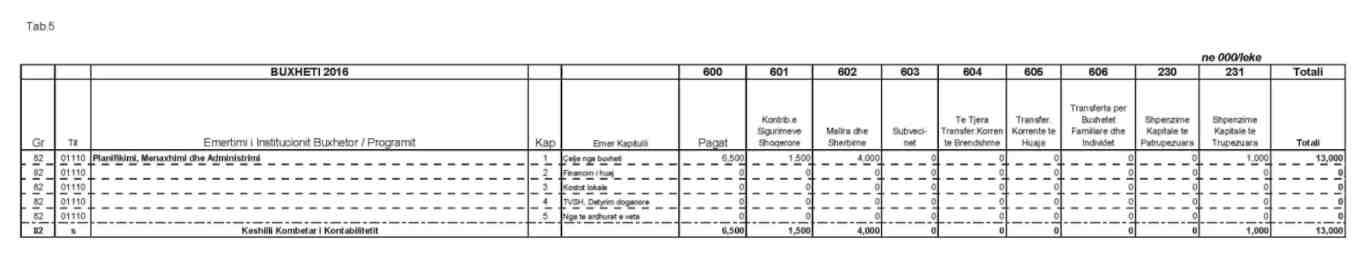 Tab.5
ne 000/leke
BUXHETI 2016 600 601 602 603 604 605 606 230 231 Totali
Gr Tit Emertimi i Institucionit Buxhetor / Programit Kap Emer Kapitulli Pagat Kontrib.e Sigurimeve Shoqerore Mallra dhe Sherbime Subvecionet Te Tjera Transfer.Korren te Brendshme Transfer. Korrente te Huaja Transferta per Buxhetet Familiare dhe Individet Shpenzime Kapitale te Patrupezuara Shpenzime Kapitale te Trupezuara Totali
82 01110 Planifikimi, Menaxhimi dhe Administrimi 1 Çelje nga buxheti 6,500 1,500 4,000 0 0 0 0 0 1,000 13,000
82 01110 2 Financim i huaj 0 0 0 0 0 0 0 0 0 0
82 01110 3 Kostot lokale 0 0 0 0 0 0 0 0 0 0
82 01110 4 TVSH, Detyrim doganore 0 0 0 0 0 0 0 0 0 0
82 01110 5 Nga te ardhurat e veta 0 0 0 0 0 0 0 0 0 0
82 s Keshilli Kombetar i Kontabilitetit 6,500 1,500 4,000 0 0 0 0 0 1,000 13,000